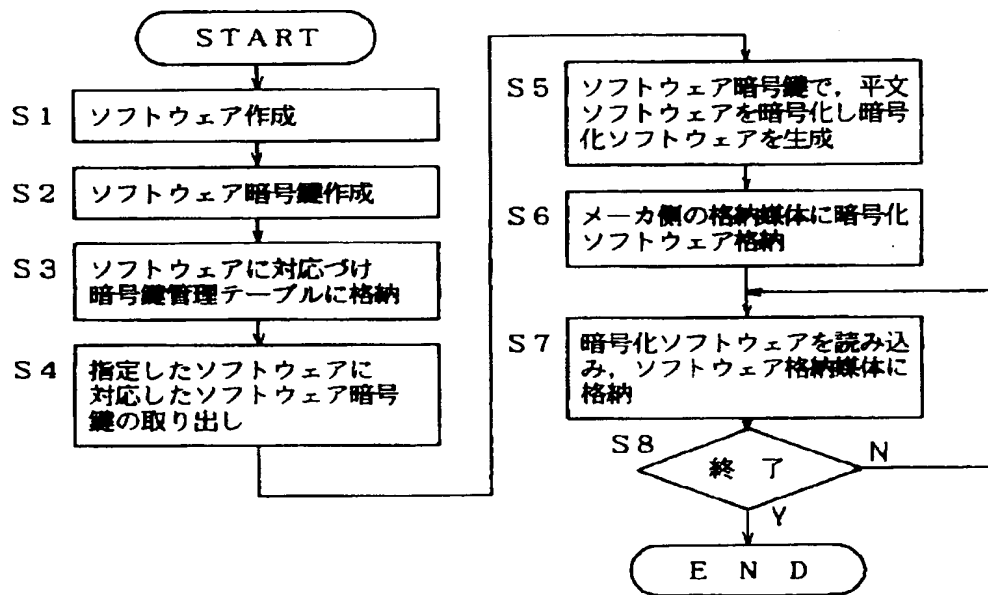 START
S1
ソフトウェア作成
S2
ソフトウェア暗号鍵作成
S3
ソフトウェアに対応づけ
暗号鍵管理テーブルに格納
S4
指定したソフトウェアに
対応したソフトウェア暗号
鍵の取り出し
S5
ソフトウェア暗号鍵で，平文
ソフトウェアを暗号化し暗号
化ソフトウェアを生成
S6
メーカ側の格納媒体に暗号化
ソフトウェア格納
S7
暗号化ソフトウェアを読み込
み，ソフトウェア格納媒体に
格納
S8
終了
N
Y
END